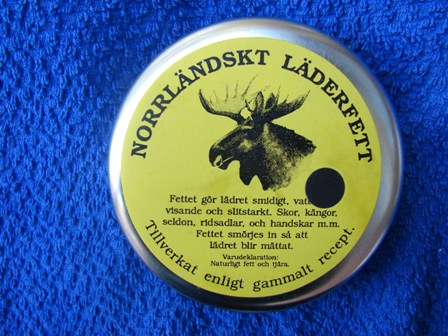 NORRLÄNDSKT LÄDERFETT
Fettet gör lädret smidigt,
visande och slitstarkt. Skor, kängor,
seldon, ridsadlar, och handskar m.m.
Fettet smörjes in så att
lädret blir mättat.
Varudeklaration:
Naturligt fett och tjära.
Tillverkat enligt gammalt recept.